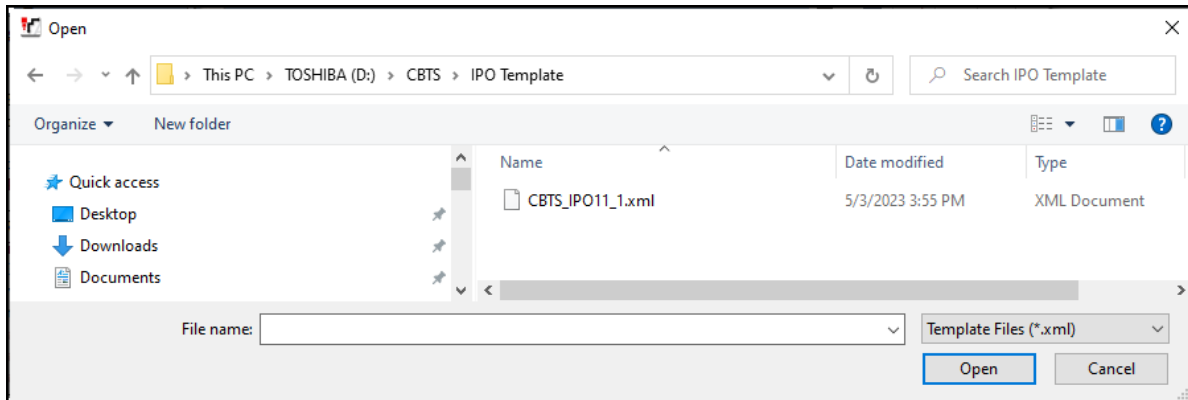 Open
This PC > TOSHIBA (D:) > CBTS > IPO Template
Search IPO Template
Organize
New folder
Name
Date modified
Type
Quick access
Desktop
Downloads
Documents
CBTS_IPO11_1.xml
5/3/2023 3:55 PM
XML Document
File name:
Template Files (*.xml)
Open
Cancel